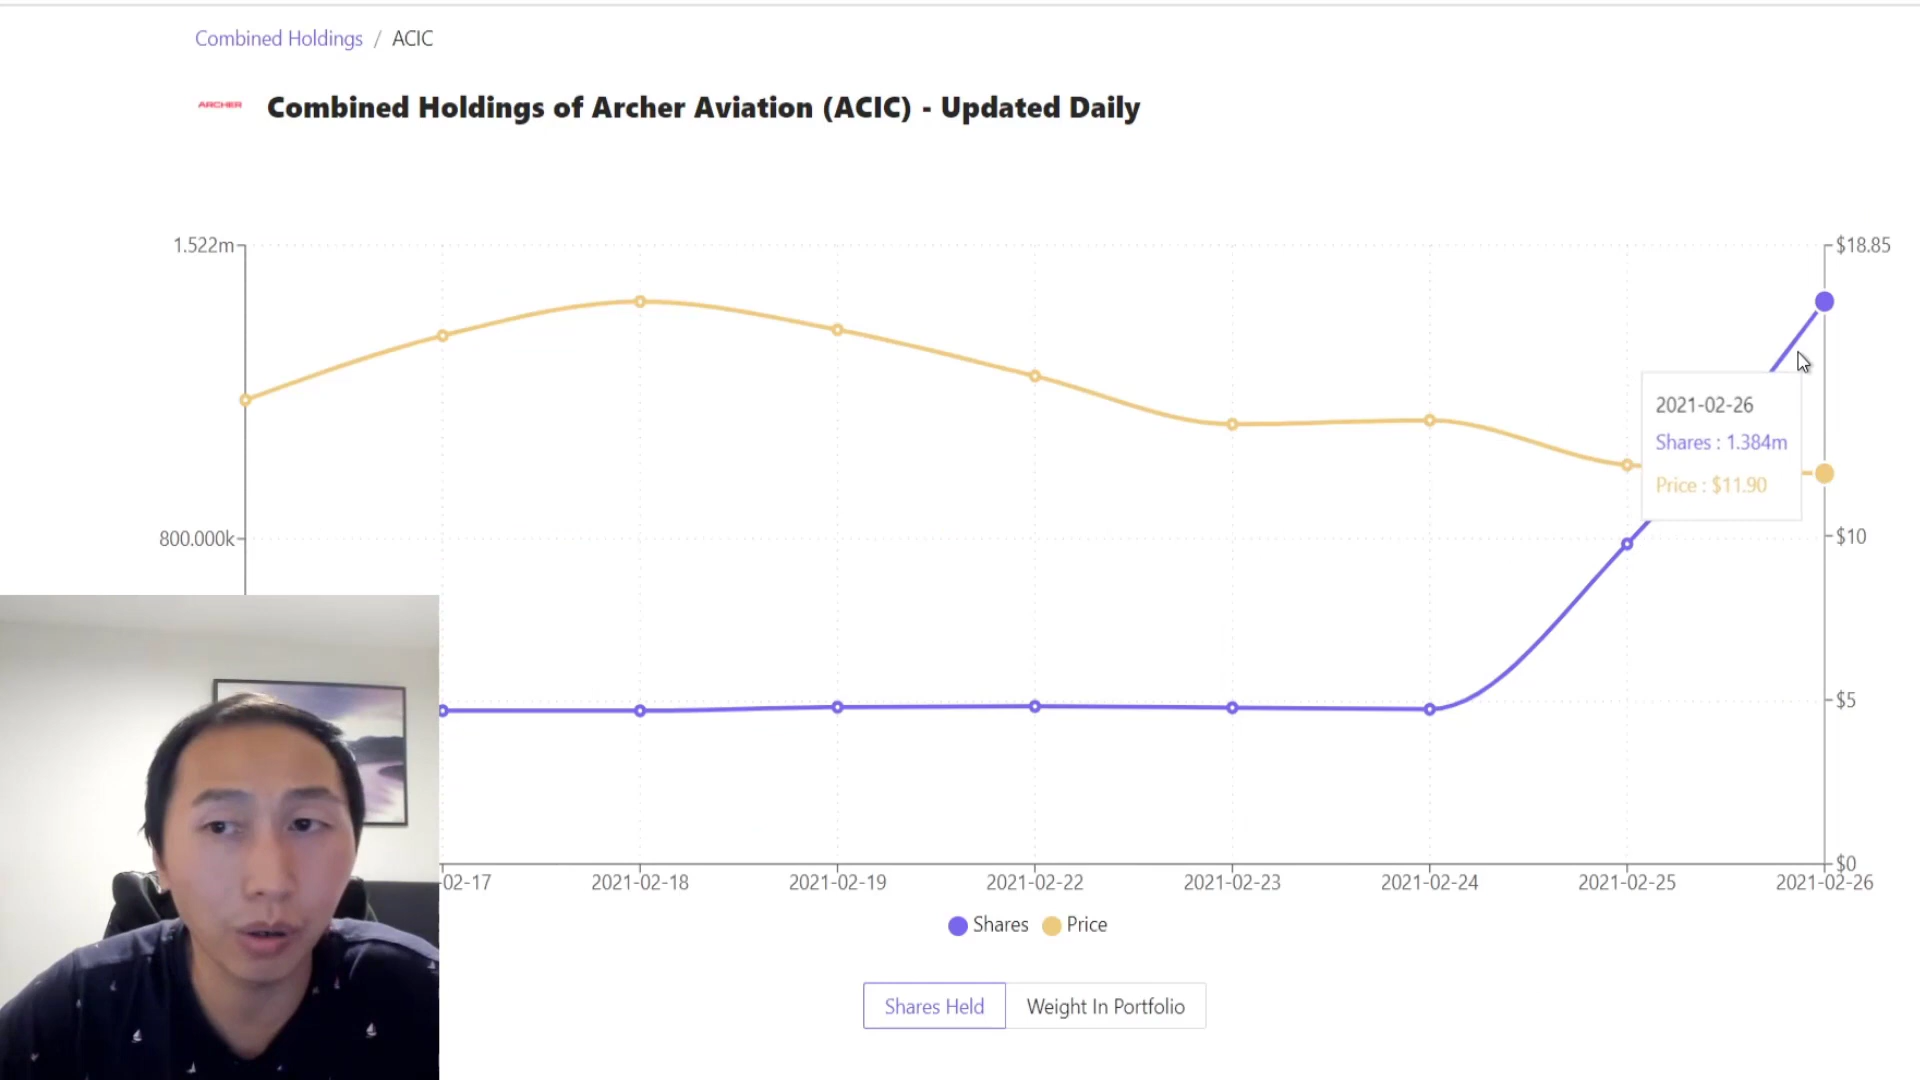 Combined Holdings / ACIC
ARCHER
Combined Holdings of Archer Aviation (ACIC) - Updated Daily
1.522m
$18.85
2021-02-26
Shares : 1.384m
Price : $11.90
800.000k
$10
$5
$0
-02-17
2021-02-18
2021-02-19
2021-02-22
2021-02-23
2021-02-24
2021-02-25
2021-02-26
Shares
Price
Shares Held
Weight In Portfolio